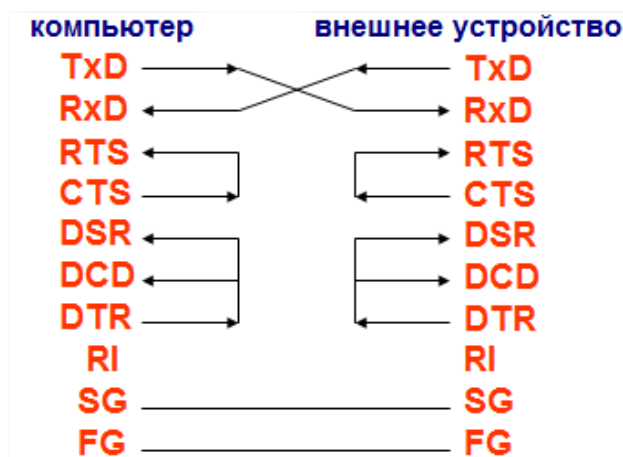 компьютер внешнее устройство
TxD TxD
RxD RxD
RTS RTS
CTS CTS
DSR DSR
DCD DCD
DTR DTR
RI RI
SG SG
FG FG